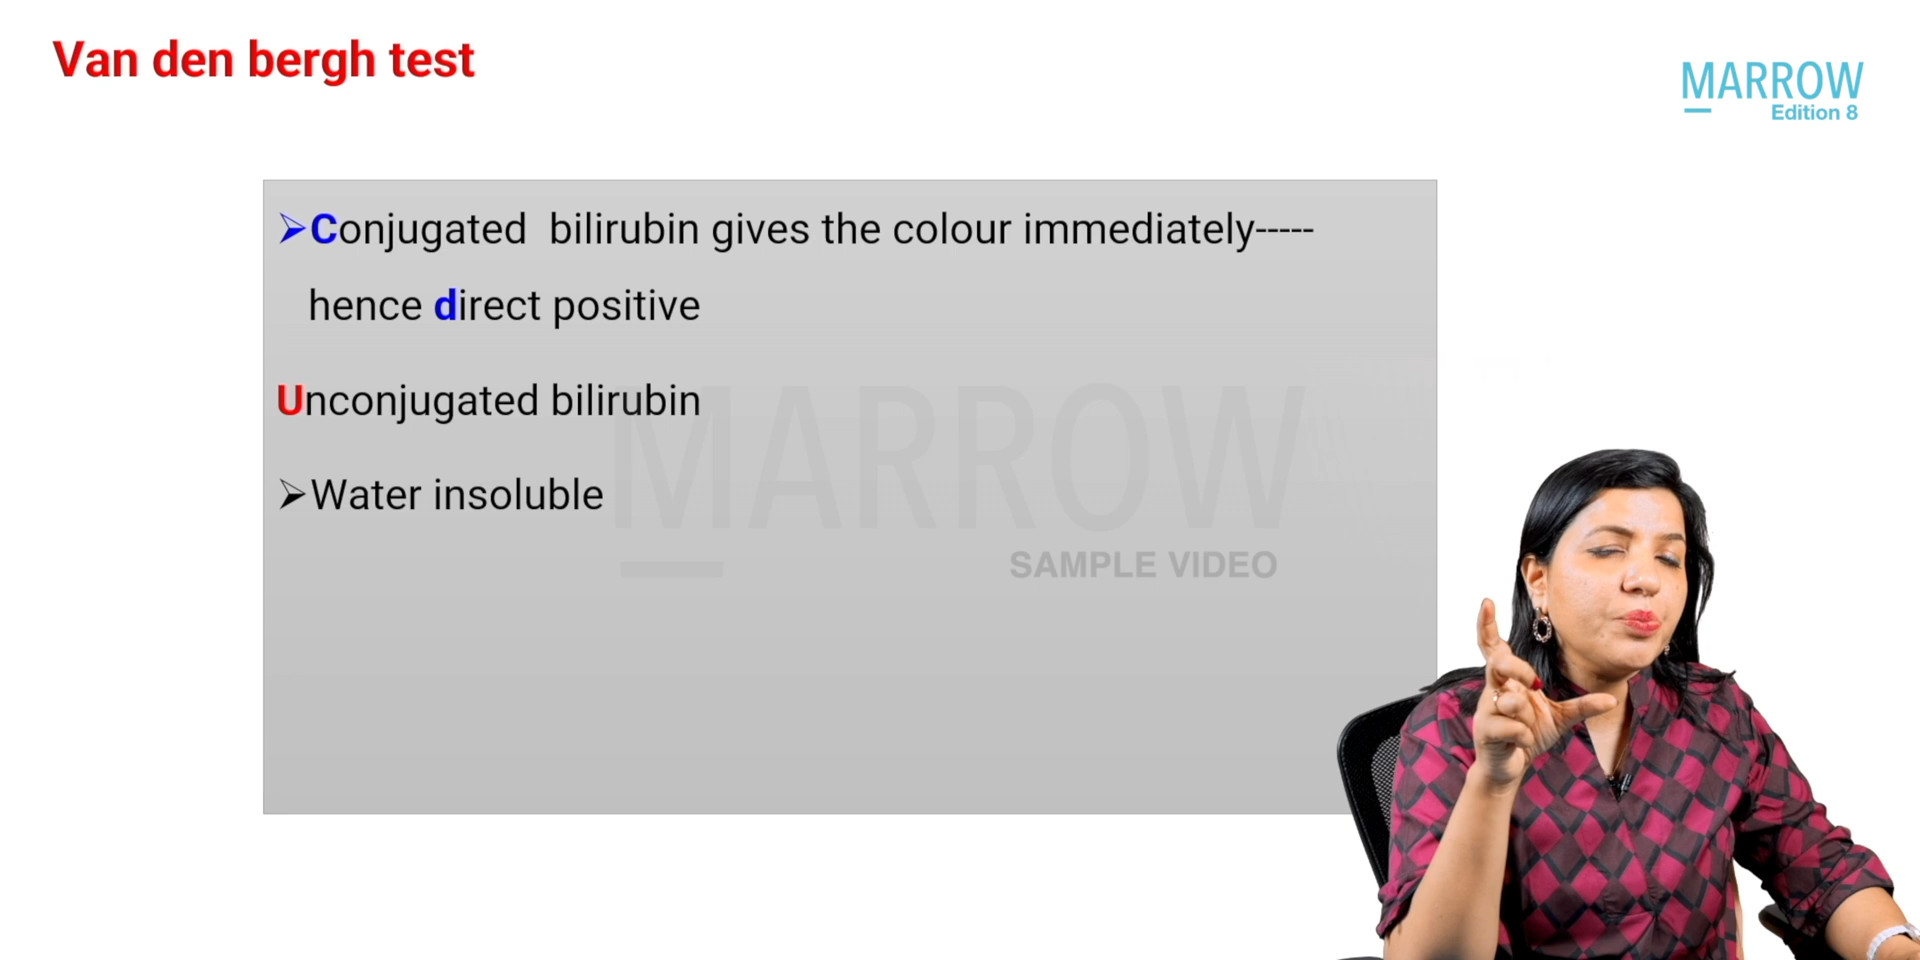 Van den bergh test
MARROW
Edition 8
➢Conjugated  bilirubin gives the colour immediately-----
hence direct positive
Unconjugated bilirubin
➢Water insoluble
MARROW
SAMPLE VIDEO